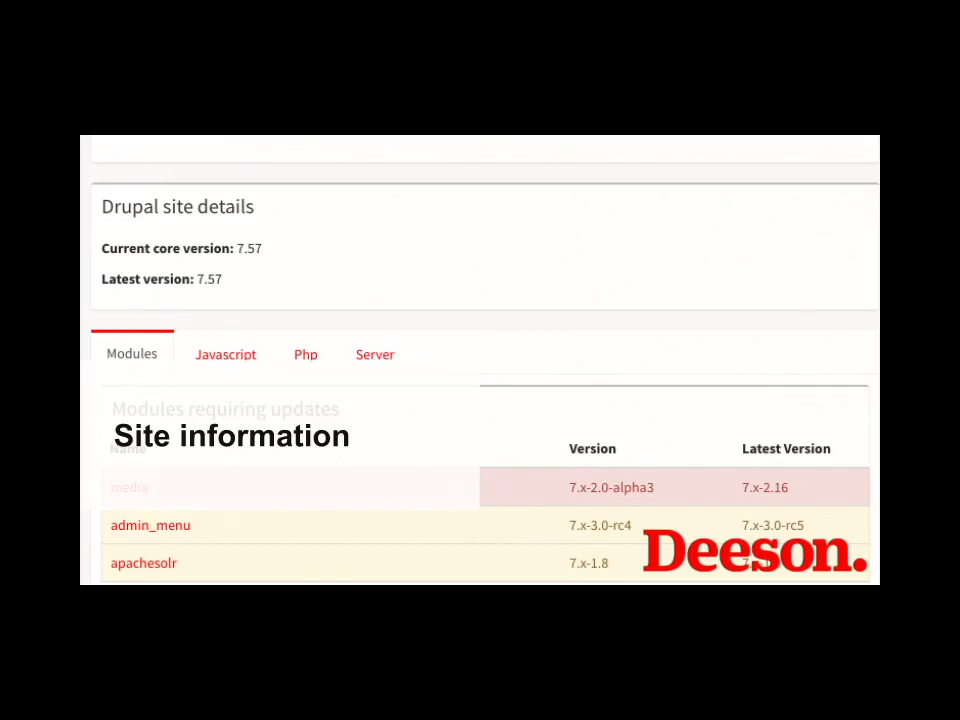 Drupal site details
Current core version: 7.57
Latest version: 7.57
Modules Javascript Php Server
Modules requiring updates
Site information
Name Version Latest Version
media 7.x-2.0-alpha3 7.x-2.16
admin_menu 7.x-3.0-rc4 7.x-3.0-rc5
apachesolr 7.x-1.8
Deeson.